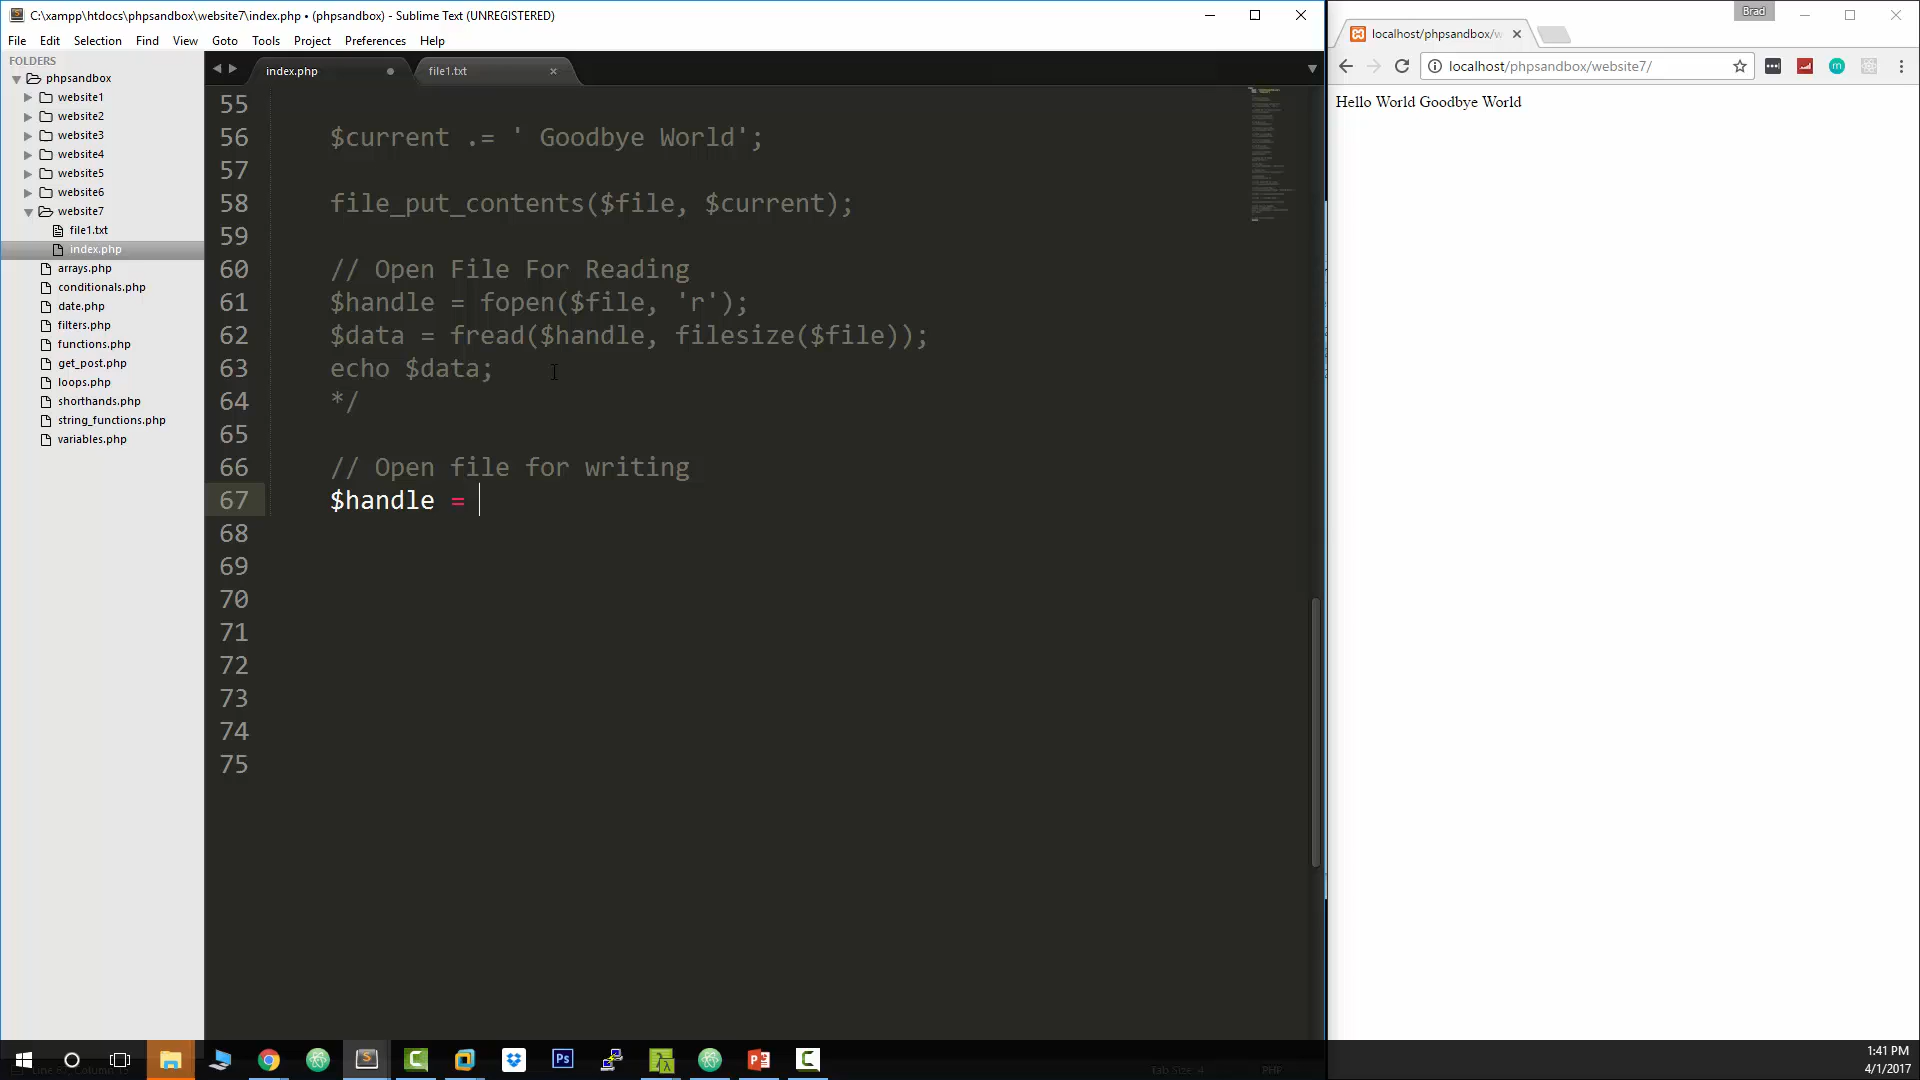 C:\xampp\htdocs\phpsandbox\website7\index.php • (phpsandbox) - Sublime Text (UNREGISTERED)
File Edit Selection Find View Goto Tools Project Preferences Help
FOLDERS
phpsandbox
website1
website2
website3
website4
website5
website6
website7
file1.txt
index.php
arrays.php
conditionals.php
date.php
filters.php
functions.php
get_post.php
loops.php
shorthands.php
string_functions.php
variables.php
index.php
file1.txt
55
56 $current .= ' Goodbye World';
57
58 file_put_contents($file, $current);
59
60 // Open File For Reading
61 $handle = fopen($file, 'r');
62 $data = fread($handle, filesize($file));
63 echo $data;
64 */
65
66 // Open file for writing
67 $handle =
68
69
70
71
72
73
74
75
Brad
localhost/phpsandbox/w
localhost/phpsandbox/website7/
Hello World Goodbye World
Tab Size: 4
PHP
1:41 PM
4/1/2017